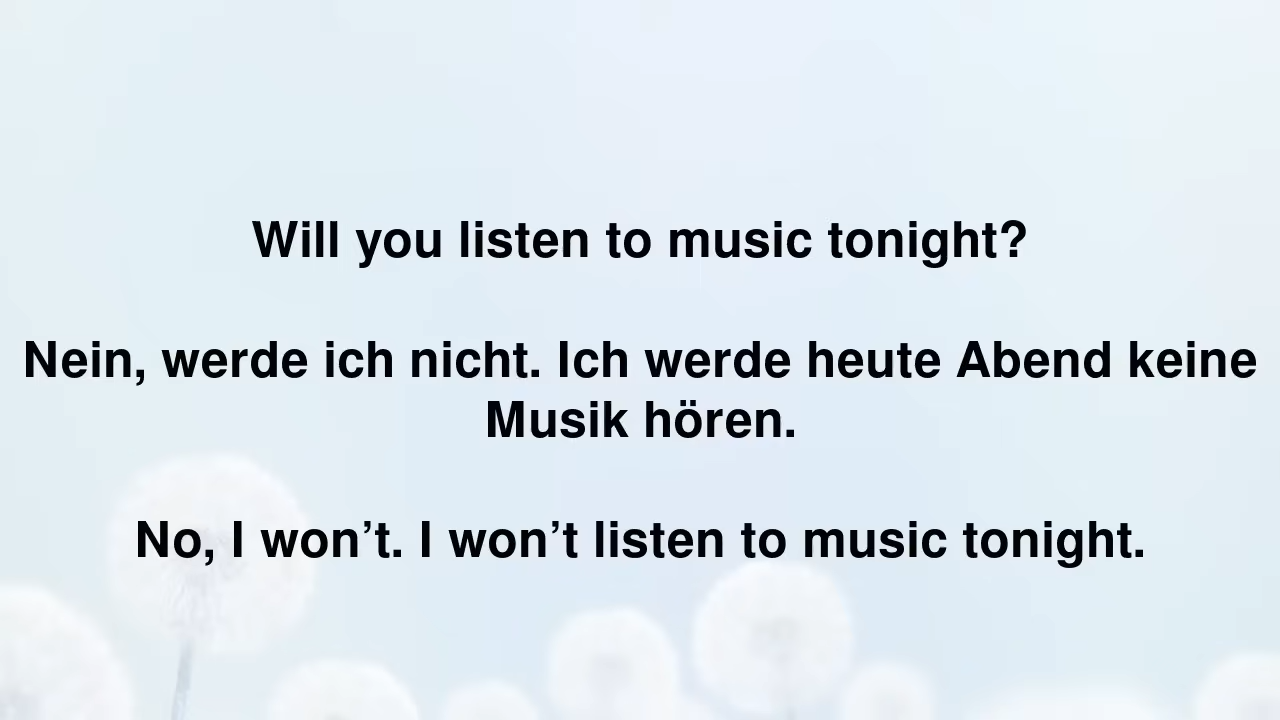 Will you listen to music tonight?
Nein, werde ich nicht. Ich werde heute Abend keine
Musik hören.
No, I won’t. I won’t listen to music tonight.